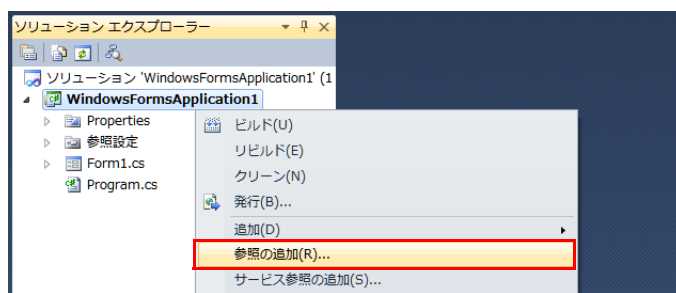 ソリューション エクスプローラー
ソリューション 'WindowsFormsApplication1' (1
WindowsFormsApplication1
Properties
参照設定
Form1.cs
Program.cs
ビルド(U)
リビルド(E)
クリーン(N)
発行(B)...
追加(D)
参照の追加(R)...
サービス参照の追加(S)...